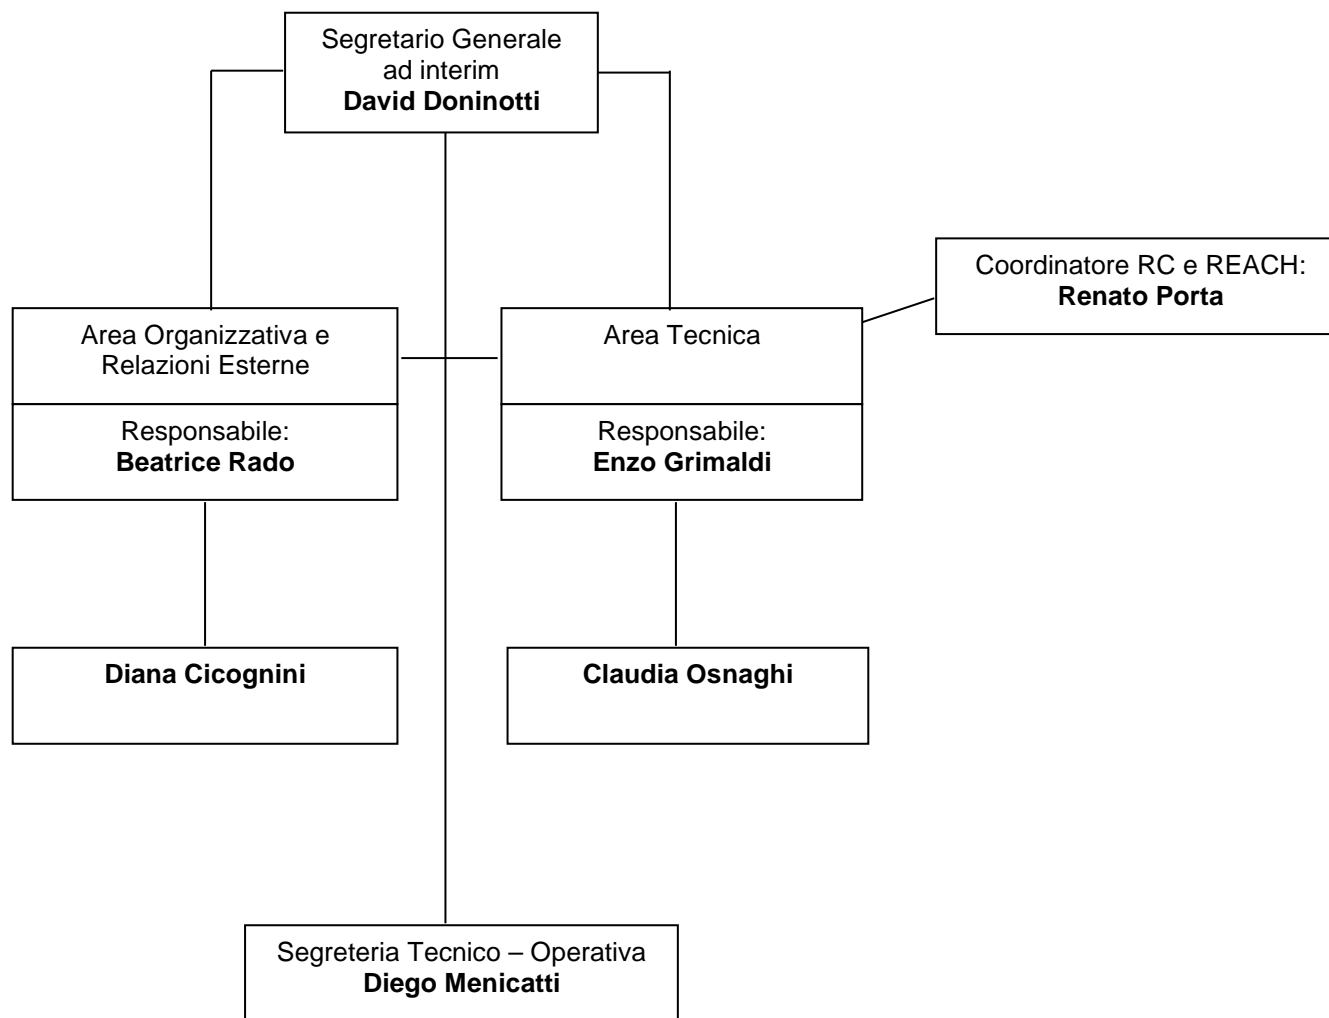 Segretario Generale
ad interim
David Doninotti
Coordinatore RC e REACH:
Renato Porta
Area Organizzativa e
Relazioni Esterne
Area Tecnica
Responsabile:
Beatrice Rado
Responsabile:
Enzo Grimaldi
Diana Cicognini
Claudia Osnaghi
Segreteria Tecnico – Operativa
Diego Menicatti